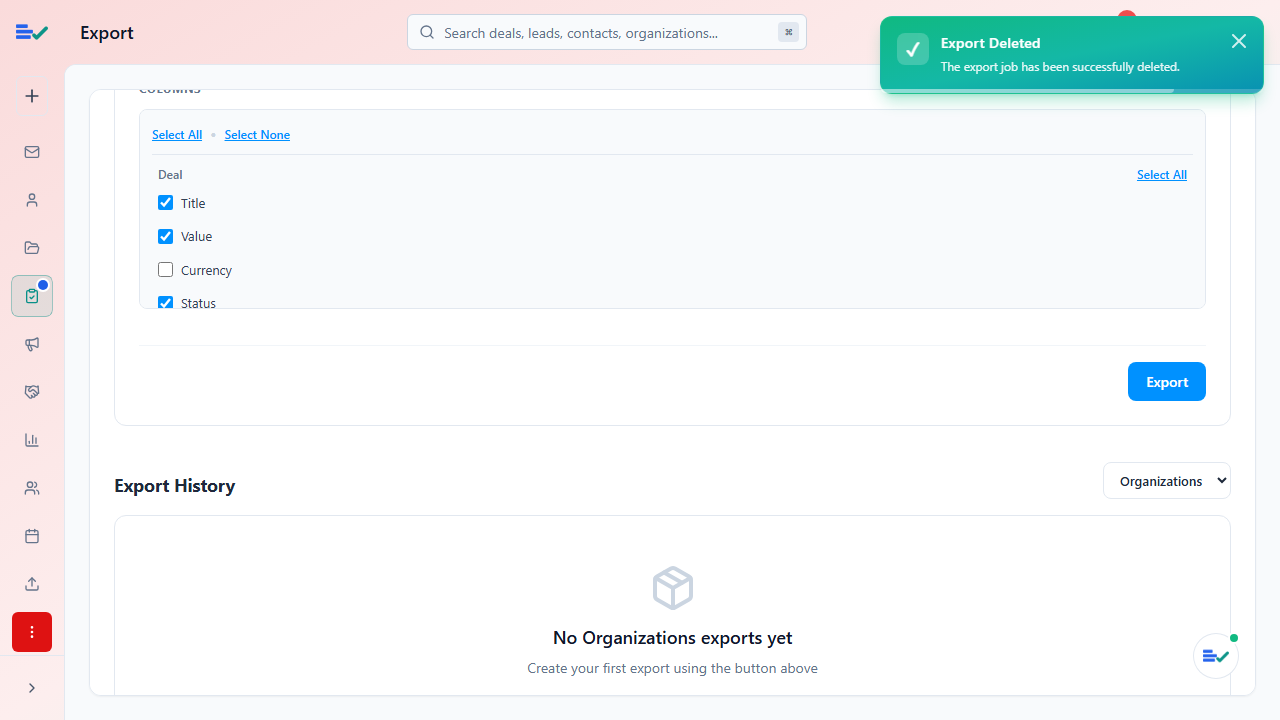 Export
Search deals, leads, contacts, organizations...
⌘
Export Deleted
The export job has been successfully deleted.
COLUMNS
Select All • Select None
Deal
Select All
Title
Value
Currency
Status
Export
Export History
Organizations
No Organizations exports yet
Create your first export using the button above